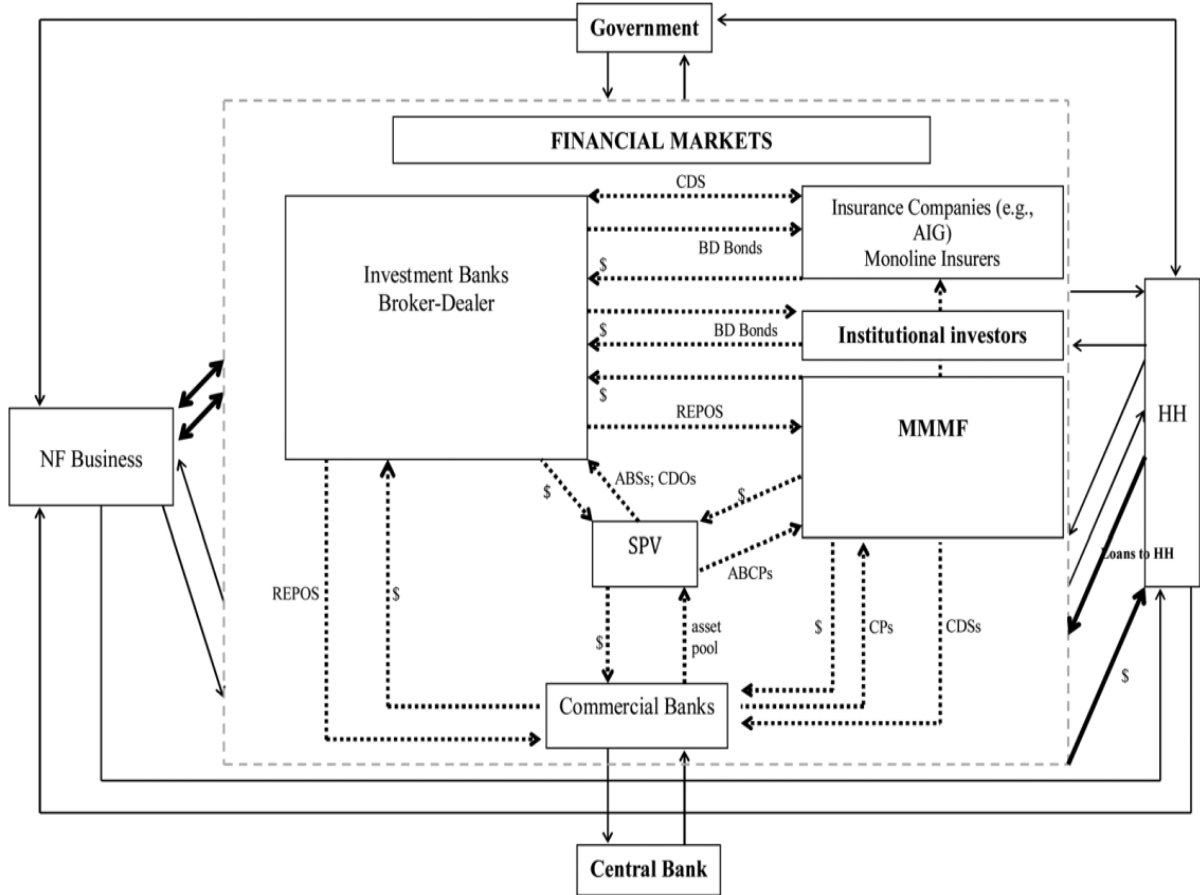 Government
FINANCIAL MARKETS
CDS
Insurance Companies (e.g.,
AIG)
Monoline Insurers
BD Bonds
$
Investment Banks
Broker-Dealer
$
BD Bonds
Institutional investors
$
REPOS
MMMF
HH
NF Business
ABSs; CDOs
$
$
SPV
ABCPs
Loans to HH
REPOS
$
$
asset
pool
$
CPs
CDSs
$
Commercial Banks
Central Bank